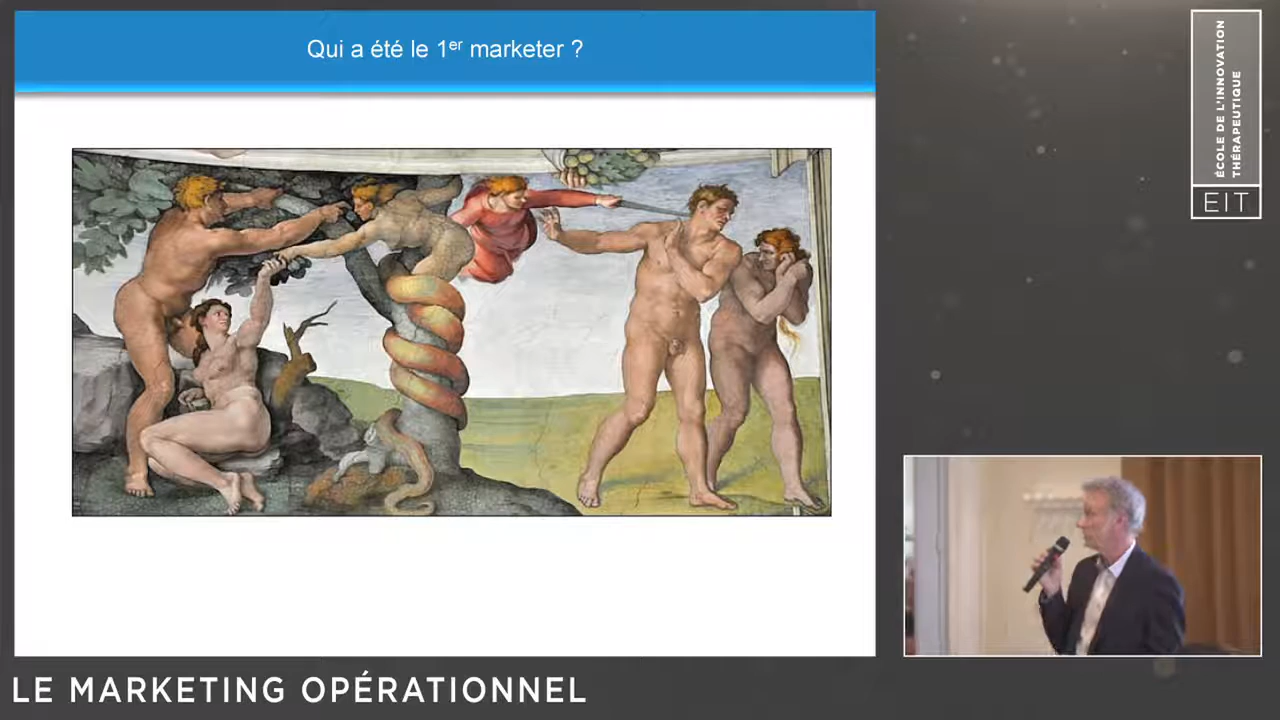 Qui a été le 1er marketer ?
ÉCOLE DE L'INNOVATION
THÉRAPEUTIQUE
EIT
LE MARKETING OPÉRATIONNEL